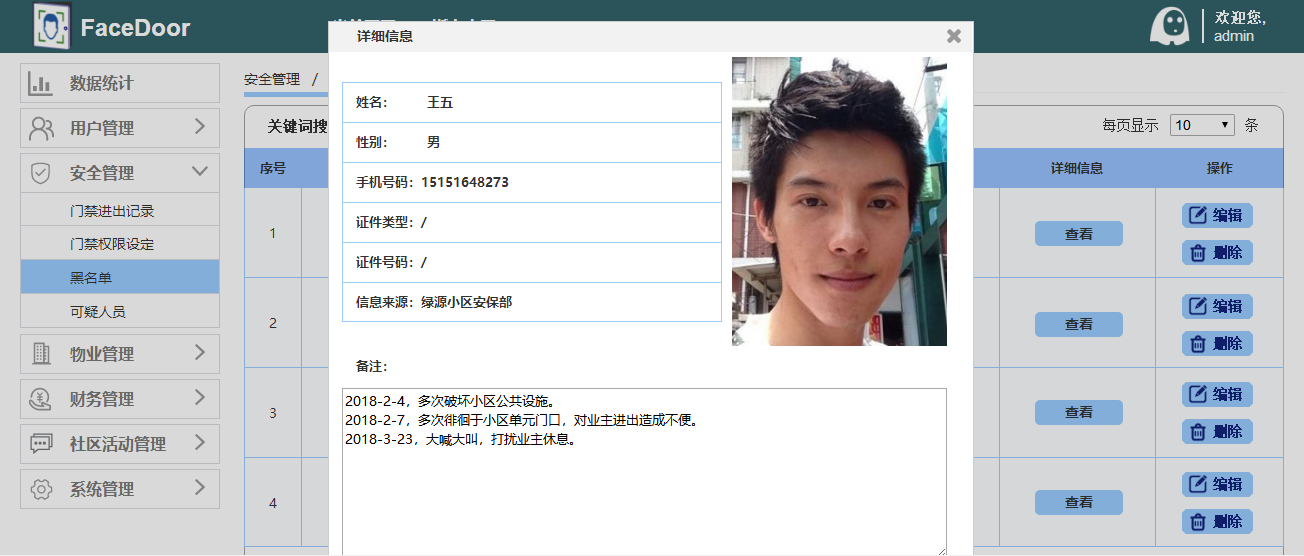 FaceDoor
欢迎您,
admin
详细信息
数据统计
用户管理
安全管理
门禁进出记录
门禁权限设定
黑名单
可疑人员
物业管理
财务管理
社区活动管理
系统管理
安全管理 /
关键词搜
每页显示 10 条
序号
详细信息
操作
1
查看
编辑
删除
2
查看
编辑
删除
3
查看
编辑
删除
4
查看
编辑
删除
姓名： 王五
性别： 男
手机号码：15151648273
证件类型：/
证件号码：/
信息来源：绿源小区安保部
备注：
2018-2-4，多次破坏小区公共设施。
2018-2-7，多次徘徊于小区单元门口，对业主进出造成不便。
2018-3-23，大喊大叫，打扰业主休息。